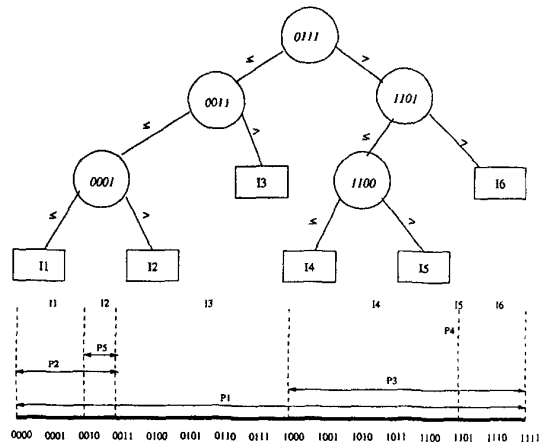 0111
≤ >
0011 1101
≤ > ≤ >
0001 I3 1100 I6
≤ > ≤ >
I1 I2 I4 I5
I1 I2 I3 I4 I5 I6
P4
P5
P2 P3
P1
0000 0001 0010 0011 0100 0101 0110 0111 1000 1001 1010 1011 1100 1101 1110 1111